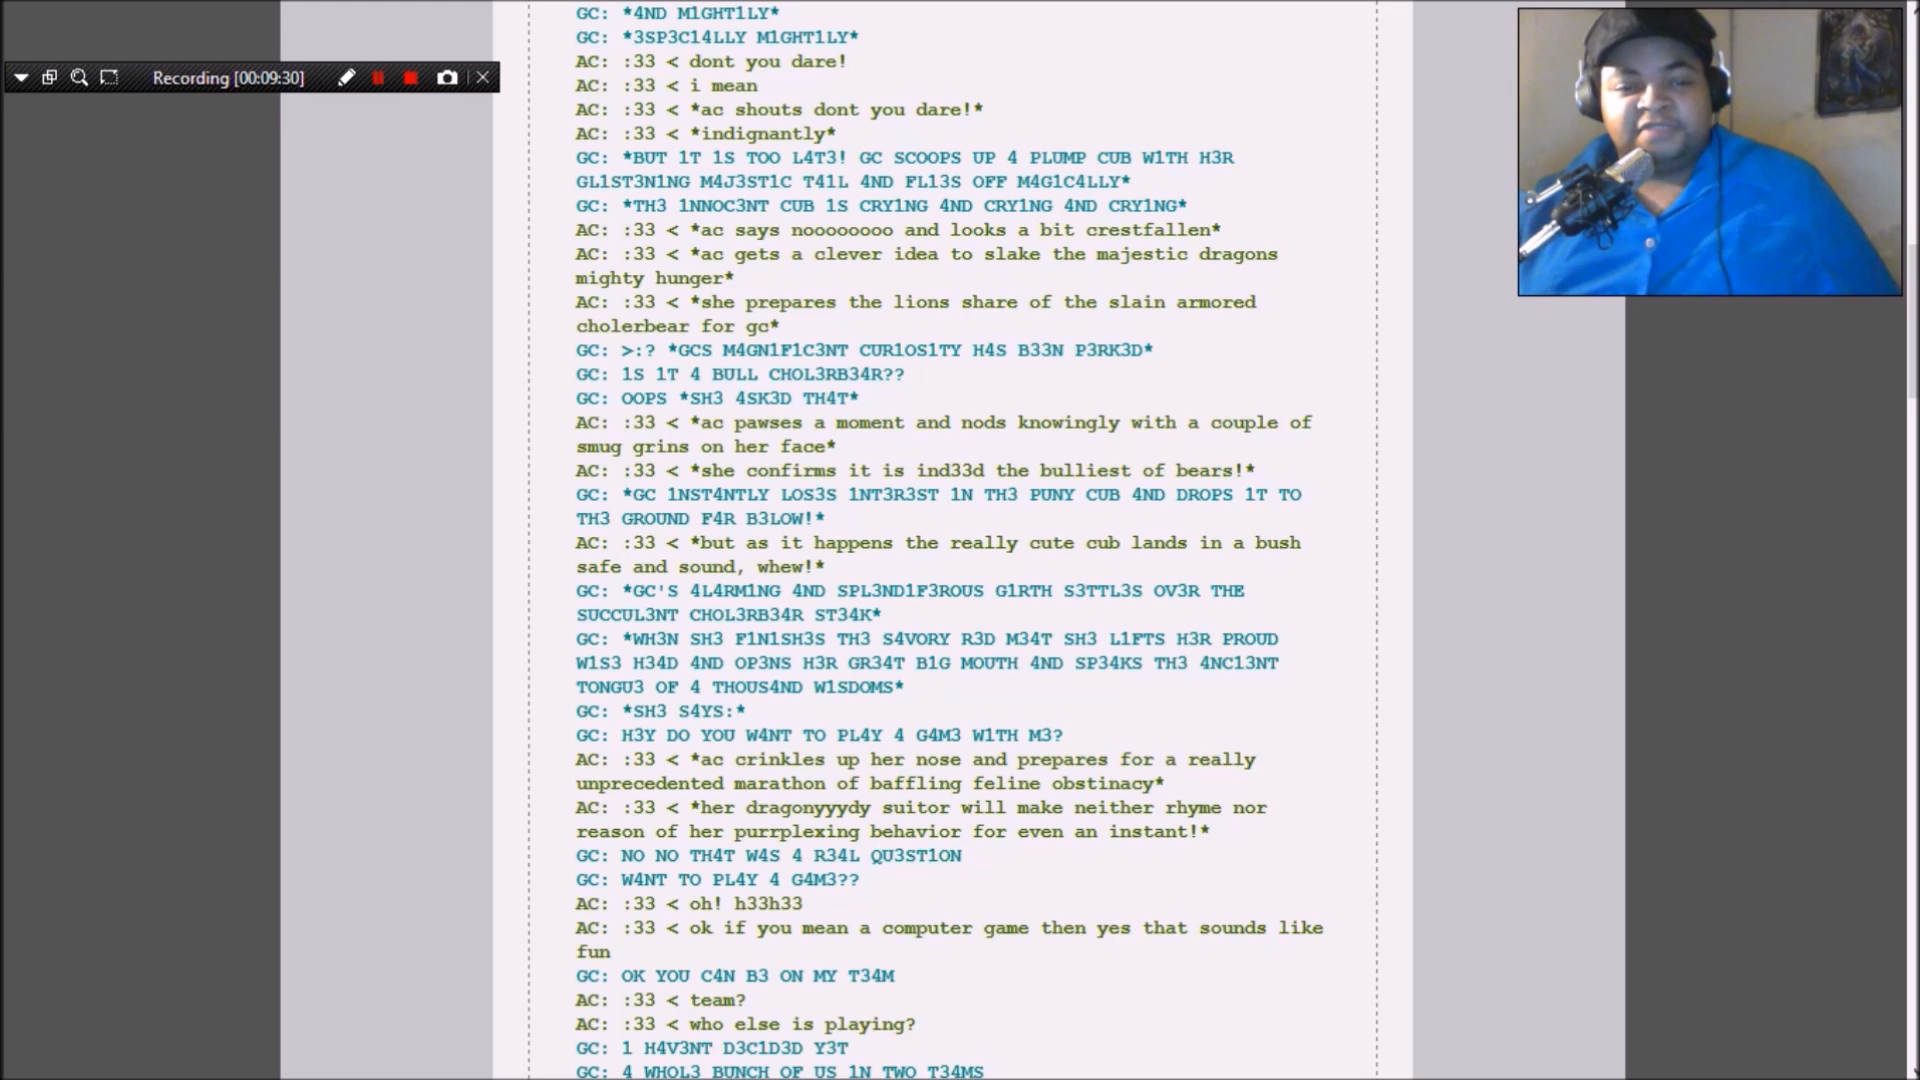 GC: *4ND M1GHT1LY*
GC: *3SP3C14LLY M1GHT1LY*
AC: :33 < dont you dare!
Recording [00:09:30]
AC: :33 < i mean
AC: :33 < *ac shouts dont you dare!*
AC: :33 < *indignantly*
GC: *BUT 1T 1S TOO L4T3! GC SCOOPS UP 4 PLUMP CUB W1TH H3R
GL1ST3N1NG M4J3ST1C T41L 4ND FL13S OFF M4G1C4LLY*
GC: *TH3 1NNOC3NT CUB 1S CRY1NG 4ND CRY1NG 4ND CRY1NG*
AC: :33 < *ac says noooooooo and looks a bit crestfallen*
AC: :33 < *ac gets a clever idea to slake the majestic dragons
mighty hunger*
AC: :33 < *she prepares the lions share of the slain armored
cholerbear for gc*
GC: >:? *GCS M4GN1F1C3NT CUR1OS1TY H4S B33N P3RK3D*
GC: 1S 1T 4 BULL CHOL3RB34R??
GC: OOPS *SH3 4SK3D TH4T*
AC: :33 < *ac pawses a moment and nods knowingly with a couple of
smug grins on her face*
AC: :33 < *she confirms it is ind33d the bulliest of bears!*
GC: *GC 1NST4NTLY LOS3S 1NT3R3ST 1N TH3 PUNY CUB 4ND DROPS 1T TO
TH3 GROUND F4R B3LOW!*
AC: :33 < *but as it happens the really cute cub lands in a bush
safe and sound, whew!*
GC: *GC'S 4L4RM1NG 4ND SPL3ND1F3ROUS G1RTH S3TTL3S OV3R THE
SUCCUL3NT CHOL3RB34R ST34K*
GC: *WH3N SH3 F1N1SH3S TH3 S4VORY R3D M34T SH3 L1FTS H3R PROUD
W1S3 H34D 4ND OP3NS H3R GR34T B1G MOUTH 4ND SP34KS TH3 4NC13NT
TONGU3 OF 4 THOUS4ND W1SDOMS*
GC: *SH3 S4YS:*
GC: H3Y DO YOU W4NT TO PL4Y 4 G4M3 W1TH M3?
AC: :33 < *ac crinkles up her nose and prepares for a really
unprecedented marathon of baffling feline obstinacy*
AC: :33 < *her dragonyyydy suitor will make neither rhyme nor
reason of her purrplexing behavior for even an instant!*
GC: NO NO TH4T W4S 4 R34L QU3ST1ON
GC: W4NT TO PL4Y 4 G4M3??
AC: :33 < oh! h33h33
AC: :33 < ok if you mean a computer game then yes that sounds like
fun
GC: OK YOU C4N B3 ON MY T34M
AC: :33 < team?
AC: :33 < who else is playing?
GC: 1 H4V3NT D3C1D3D Y3T
GC: 4 WHOL3 BUNCH OF US 1N TWO T34MS